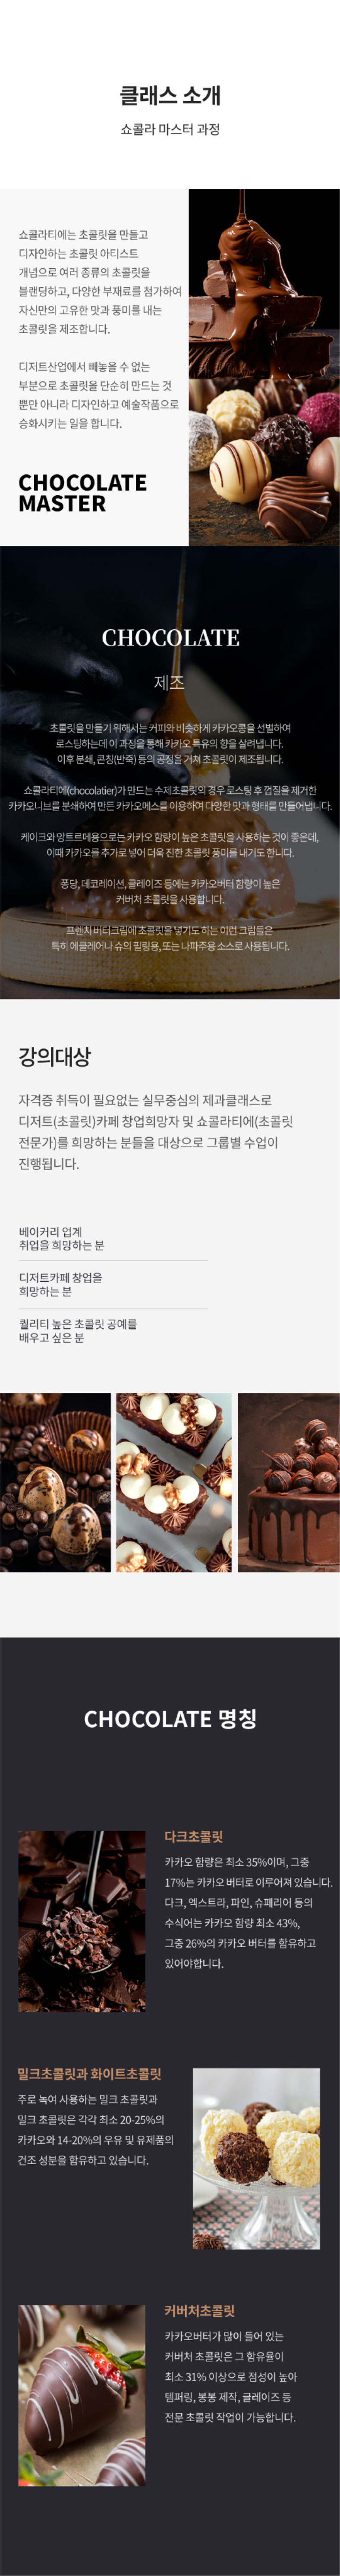 클래스 소개
쇼콜라 마스터 과정
쇼콜라티에는 초콜릿을 만들고
디자인하는 초콜릿 아티스트
개념으로 여러 종류의 초콜릿을
블랜딩하고, 다양한 부재료를 첨가하여
자신만의 고유한 맛과 풍미를 내는
초콜릿을 제조합니다.
디저트산업에서 빼놓을 수 없는
부분으로 초콜릿을 단순히 만드는 것
뿐만 아니라 디자인하고 예술작품으로
승화시키는 일을 합니다.
CHOCOLATE
MASTER
CHOCOLATE
제조
초콜릿을 만들기 위해서는 커피와 비슷하게 카카오콩을 선별하여
로스팅하는데 이 과정을 통해 카카오 특유의 향을 살려냅니다.
이후 분쇄, 콘칭(반죽) 등의 공정을 거쳐 초콜릿이 제조됩니다.
쇼콜라티에(chocolatier)가 만드는 수제초콜릿의 경우 로스팅 후 껍질을 제거한
카카오니브를 분쇄하여 만든 카카오메스를 이용하여 다양한 맛과 형태를 만들어냅니다.
케이크와 앙트르메용으로는 카카오 함량이 높은 초콜릿을 사용하는 것이 좋은데,
이때 카카오를 추가로 넣어 더욱 진한 초콜릿 풍미를 내기도 한니다.
퐁당, 데코레이션, 글레이즈 등에는 카카오버터 함량이 높은
커버처 초콜릿을 사용합니다.
프렌치 버터크림에 초콜릿을 넣기도 하는 이런 크림들은
특히 에클레어나 슈의 필링용, 또는 나파주용 소스로 사용됩니다.
강의대상
자격증 취득이 필요없는 실무중심의 제과클래스로
디저트(초콜릿)카페 창업희망자 및 쇼콜라티에(초콜릿
전문가)를 희망하는 분들을 대상으로 그룹별 수업이
진행됩니다.
베이커리 업계
취업을 희망하는 분
디저트카페 창업을
희망하는 분
퀄리티 높은 초콜릿 공예를
배우고 싶은 분
CHOCOLATE 명칭
다크초콜릿
카카오 함량은 최소 35%이며, 그중
17%는 카카오 버터로 이루어져 있습니다.
다크, 엑스트라, 파인, 슈페리어 등의
수식어는 카카오 함량 최소 43%,
그중 26%의 카카오 버터를 함유하고
있어야합니다.
밀크초콜릿과 화이트초콜릿
주로 녹여 사용하는 밀크 초콜릿과
밀크 초콜릿은 각각 최소 20-25%의
카카오와 14-20%의 우유 및 유제품의
건조 성분을 함유하고 있습니다.
커버처초콜릿
카카오버터가 많이 들어 있는
커버처 초콜릿은 그 함유율이
최소 31% 이상으로 점성이 높아
템퍼링, 봉봉 제작, 글레이즈 등
전문 초콜릿 작업이 가능합니다.